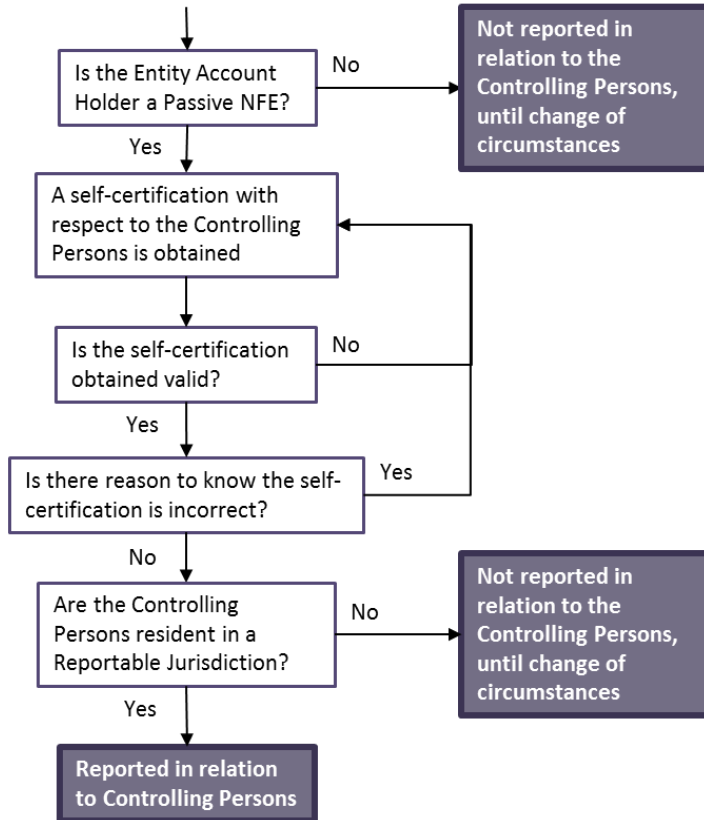 Is the Entity Account
Holder a Passive NFE?
No
Not reported in
relation to the
Controlling Persons,
until change of
circumstances
Yes
A self-certification with
respect to the Controlling
Persons is obtained
Is the self-certification
obtained valid?
No
Yes
Is there reason to know the self-
certification is incorrect?
Yes
No
Are the Controlling
Persons resident in a
Reportable Jurisdiction?
No
Not reported in
relation to the
Controlling Persons,
until change of
circumstances
Yes
Reported in relation
to Controlling Persons